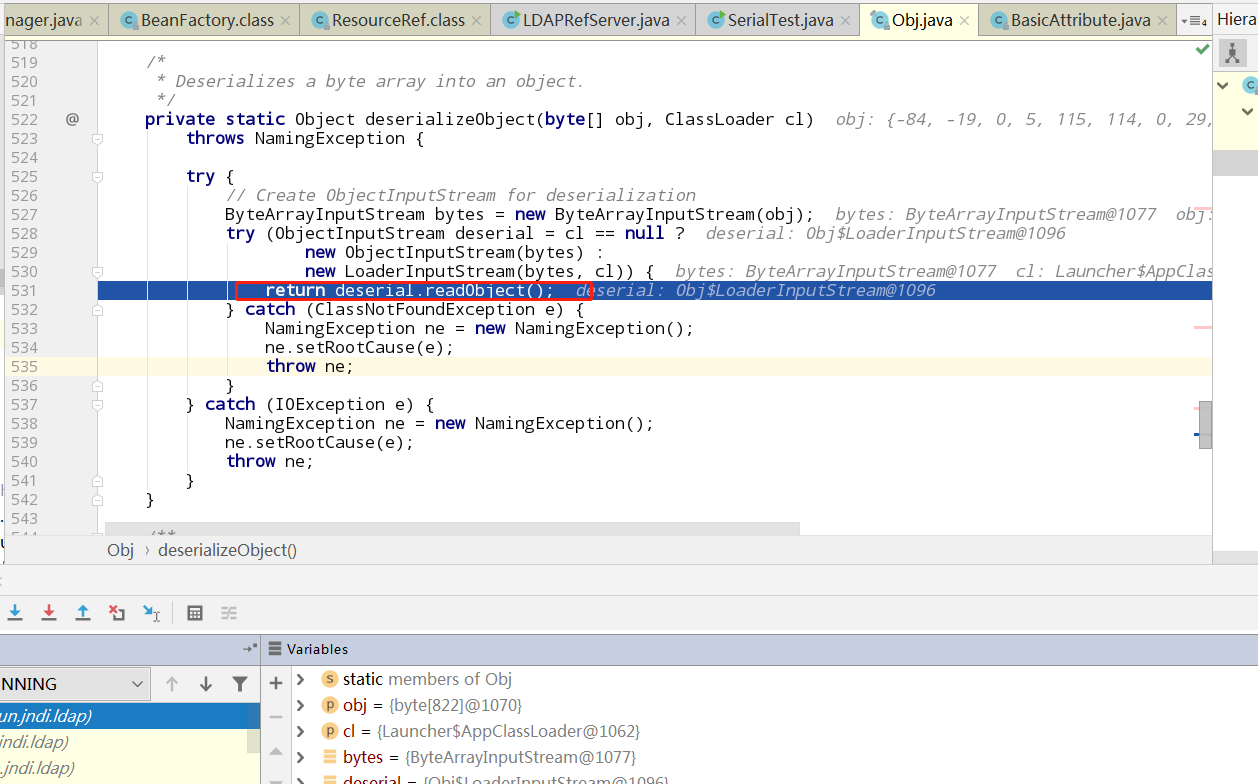 nager.java BeanFactory.class ResourceRef.class LDAPRefServer.java SerialTest.java Obj.java BasicAttribute.java 4 Hiera
518
519 /*
520 * Deserializes a byte array into an object.
521 */
522 @ private static Object deserializeObject(byte[] obj, ClassLoader cl) obj: {-84, -19, 0, 5, 115, 114, 0, 29,
523 throws NamingException {
524
525 try {
526 // Create ObjectInputStream for deserialization
527 ByteArrayInputStream bytes = new ByteArrayInputStream(obj); bytes: ByteArrayInputStream@1077 obj:
528 try (ObjectInputStream deserial = cl == null ? deserial: Obj$LoaderInputStream@1096
529 new ObjectInputStream(bytes) :
530 new LoaderInputStream(bytes, cl)) { bytes: ByteArrayInputStream@1077 cl: Launcher$AppClas
531 return deserial.readObject(); deserial: Obj$LoaderInputStream@1096
532 } catch (ClassNotFoundException e) {
533 NamingException ne = new NamingException();
534 ne.setRootCause(e);
535 throw ne;
536 }
537 } catch (IOException e) {
538 NamingException ne = new NamingException();
539 ne.setRootCause(e);
540 throw ne;
541 }
542 }
543
544 /**
Obj › deserializeObject()
Variables
NNING
s static members of Obj
un.jndi.ldap)
p obj = {byte[822]@1070}
jndi.ldap)
p cl = {Launcher$AppClassLoader@1062}
.jndi.ldap)
bytes = {ByteArrayInputStream@1077}
deserial = {Obj$LoaderInputStream@1096}